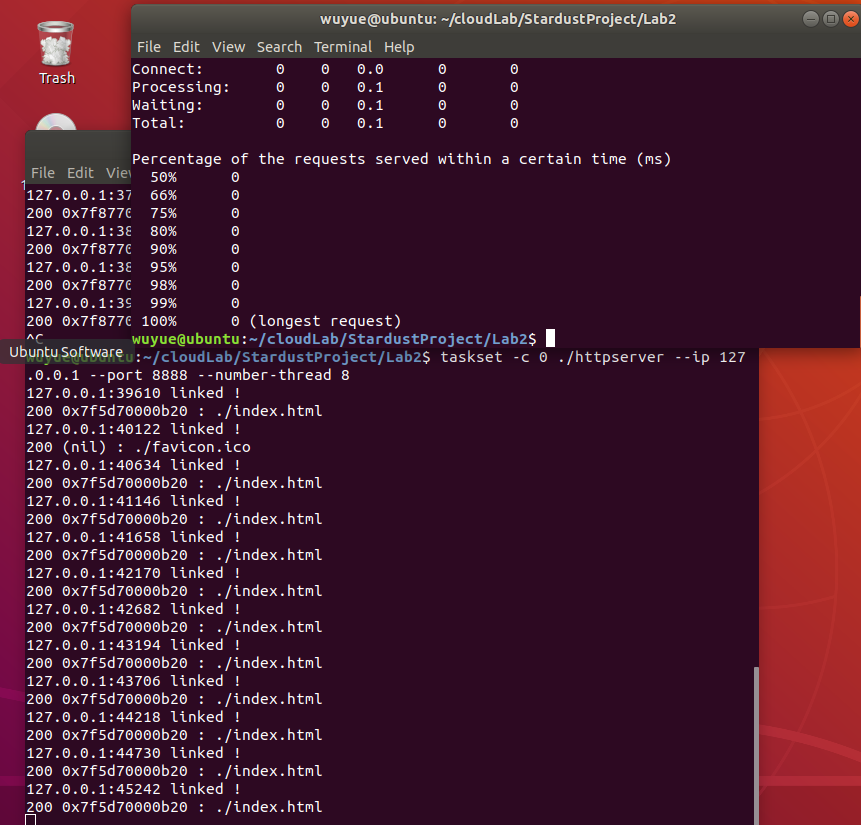 wuyue@ubuntu: ~/cloudLab/StardustProject/Lab2
File Edit View Search Terminal Help
Trash
Connect: 0 0 0.0 0 0
Processing: 0 0 0.1 0 0
Waiting: 0 0 0.1 0 0
Total: 0 0 0.1 0 0
Percentage of the requests served within a certain time (ms)
50% 0
66% 0
75% 0
80% 0
90% 0
95% 0
98% 0
99% 0
100% 0 (longest request)
wuyue@ubuntu:~/cloudLab/StardustProject/Lab2$
File Edit View
127.0.0.1:37
200 0x7f8770
127.0.0.1:38
200 0x7f8770
127.0.0.1:38
200 0x7f8770
127.0.0.1:39
200 0x7f8770
^C
Ubuntu Software
wuyue@ubuntu:~/cloudLab/StardustProject/Lab2$ taskset -c 0 ./httpserver --ip 127
.0.0.1 --port 8888 --number-thread 8
127.0.0.1:39610 linked !
200 0x7f5d70000b20 : ./index.html
127.0.0.1:40122 linked !
200 (nil) : ./favicon.ico
127.0.0.1:40634 linked !
200 0x7f5d70000b20 : ./index.html
127.0.0.1:41146 linked !
200 0x7f5d70000b20 : ./index.html
127.0.0.1:41658 linked !
200 0x7f5d70000b20 : ./index.html
127.0.0.1:42170 linked !
200 0x7f5d70000b20 : ./index.html
127.0.0.1:42682 linked !
200 0x7f5d70000b20 : ./index.html
127.0.0.1:43194 linked !
200 0x7f5d70000b20 : ./index.html
127.0.0.1:43706 linked !
200 0x7f5d70000b20 : ./index.html
127.0.0.1:44218 linked !
200 0x7f5d70000b20 : ./index.html
127.0.0.1:44730 linked !
200 0x7f5d70000b20 : ./index.html
127.0.0.1:45242 linked !
200 0x7f5d70000b20 : ./index.html